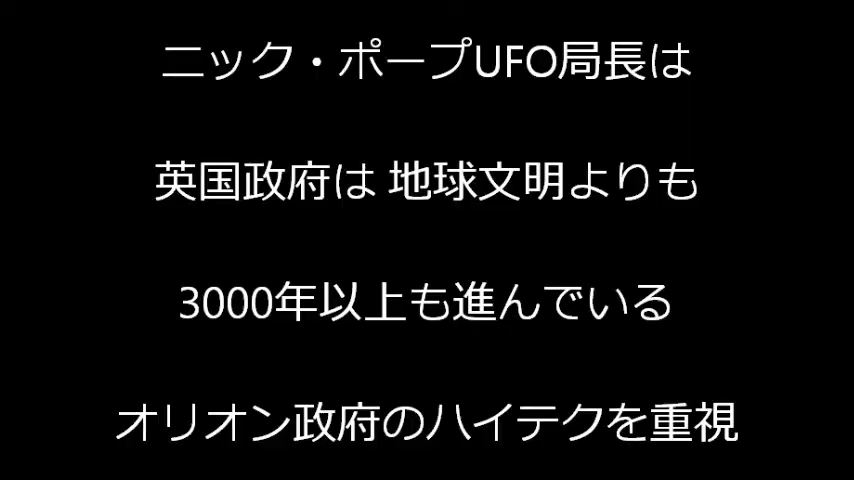 ニック・ポープUFO局長は
英国政府は 地球文明よりも
3000年以上も進んでいる
オリオン政府のハイテクを重視